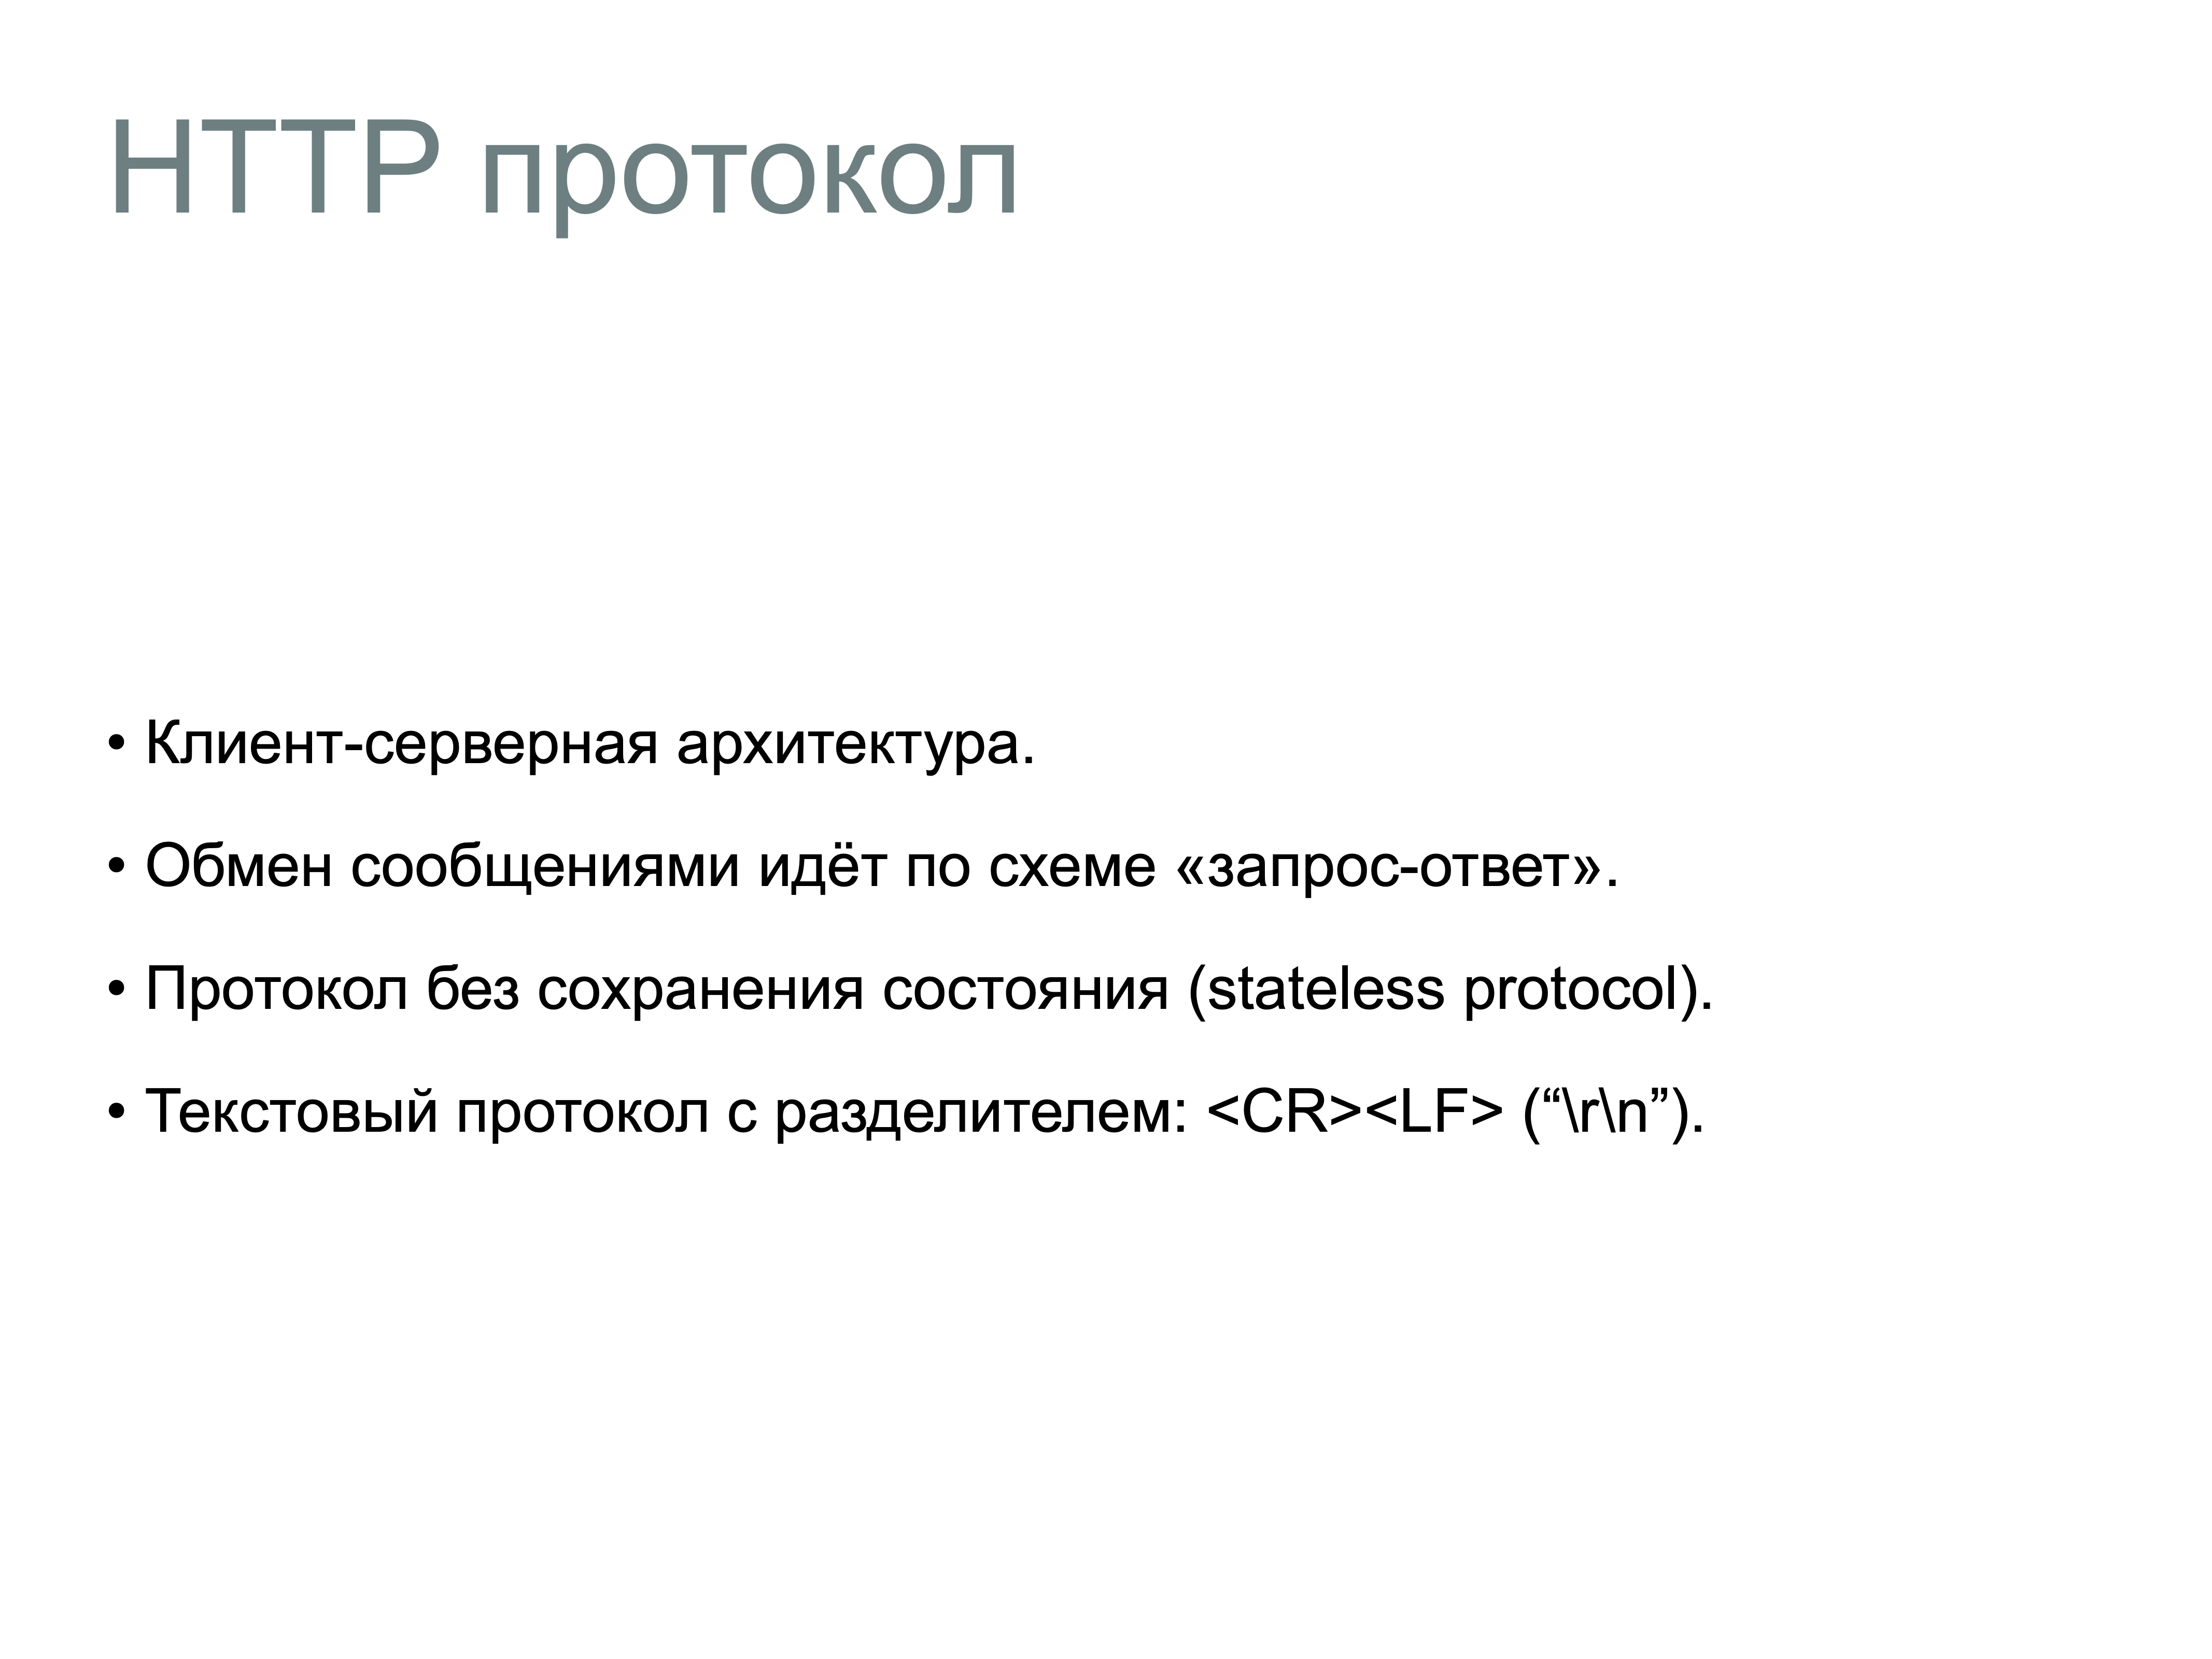 HTTP протокол
• Клиент-серверная архитектура.
• Обмен сообщениями идёт по схеме «запрос-ответ».
• Протокол без сохранения состояния (stateless protocol).
• Текстовый протокол с разделителем: <CR><LF> (“\r\n”).